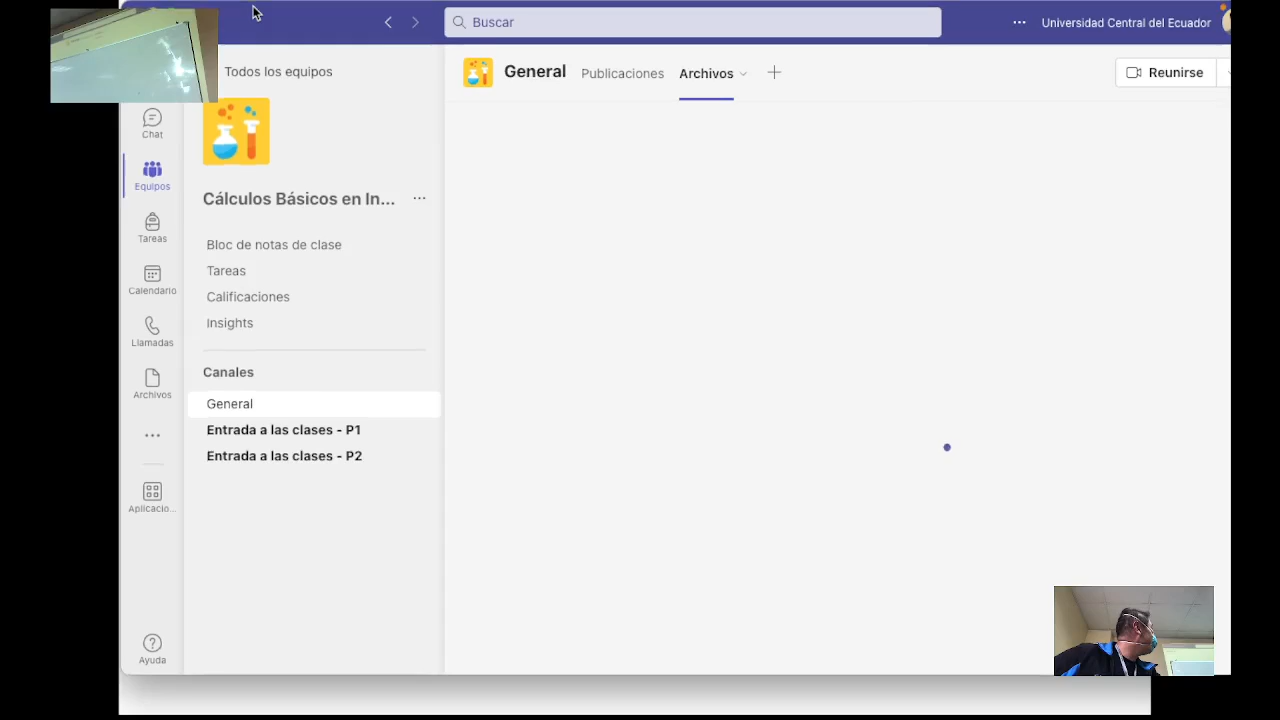 Buscar
Universidad Central del Ecuador
Todos los equipos
General
Publicaciones
Archivos
Reunirse
Chat
Equipos
Tareas
Calendario
Llamadas
Archivos
Aplicacio...
Ayuda
Cálculos Básicos en In...
Bloc de notas de clase
Tareas
Calificaciones
Insights
Canales
General
Entrada a las clases - P1
Entrada a las clases - P2